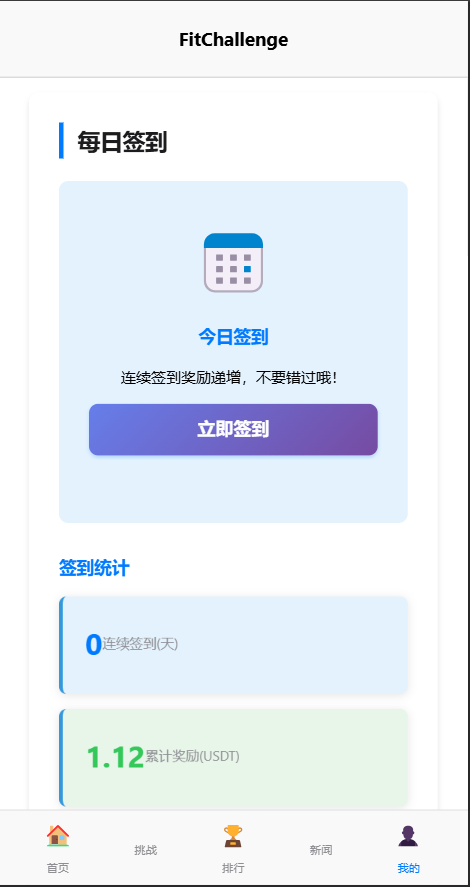 FitChallenge
每日签到
今日签到
连续签到奖励递增，不要错过哦！
立即签到
签到统计
0连续签到(天)
1.12累计奖励(USDT)
首页
挑战
排行
新闻
我的